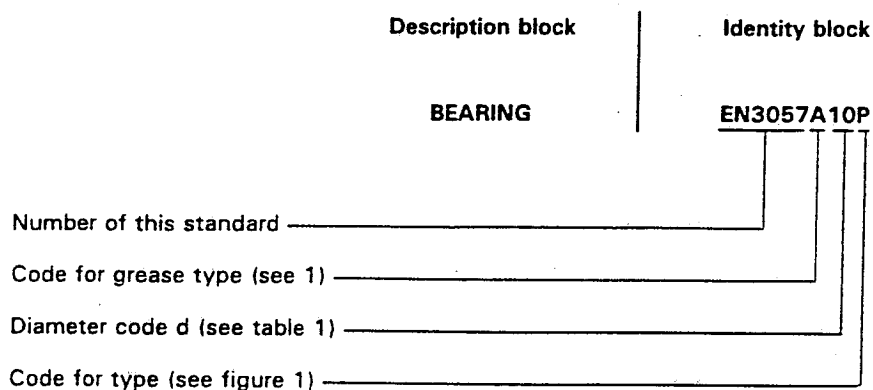 Description block Identity block
BEARING EN3057A10P
Number of this standard
Code for grease type (see 1)
Diameter code d (see table 1)
Code for type (see figure 1)